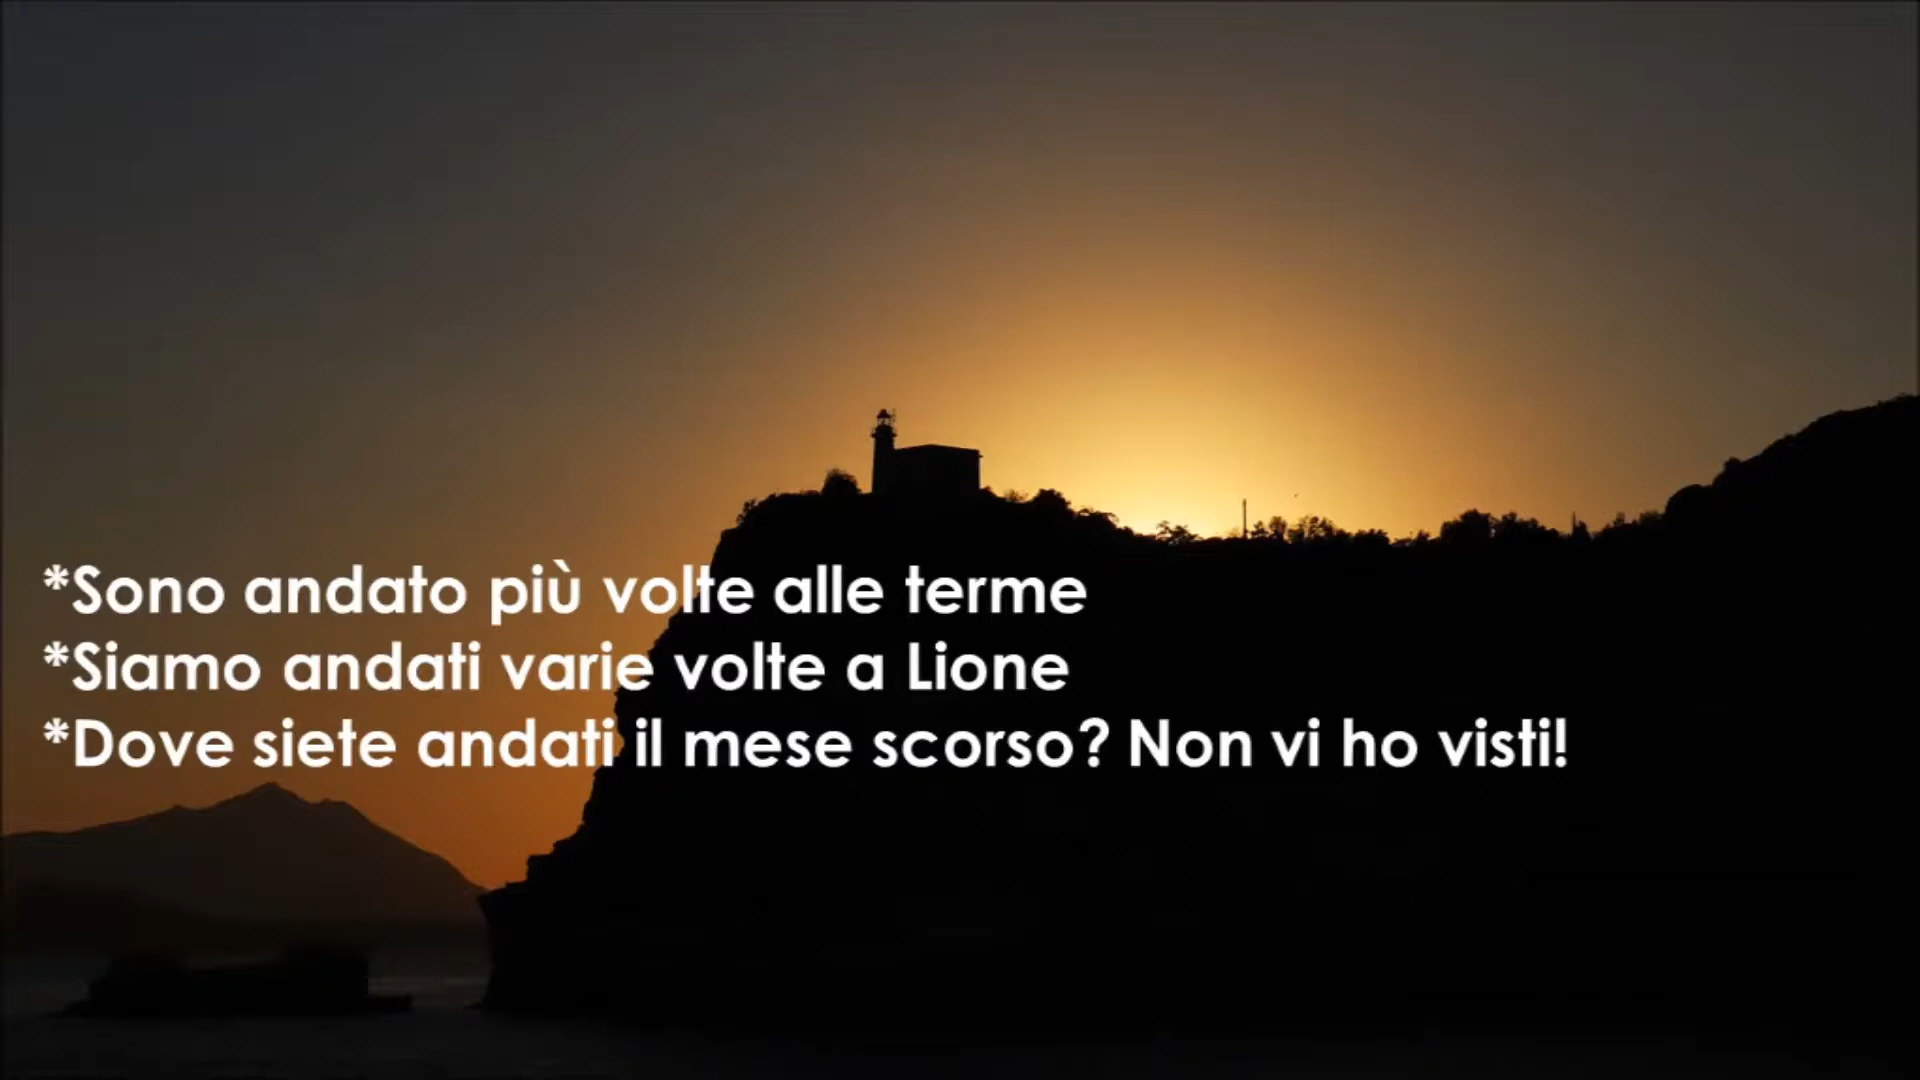 *Sono andato più volte alle terme
*Siamo andati varie volte a Lione
*Dove siete andati il mese scorso? Non vi ho visti!